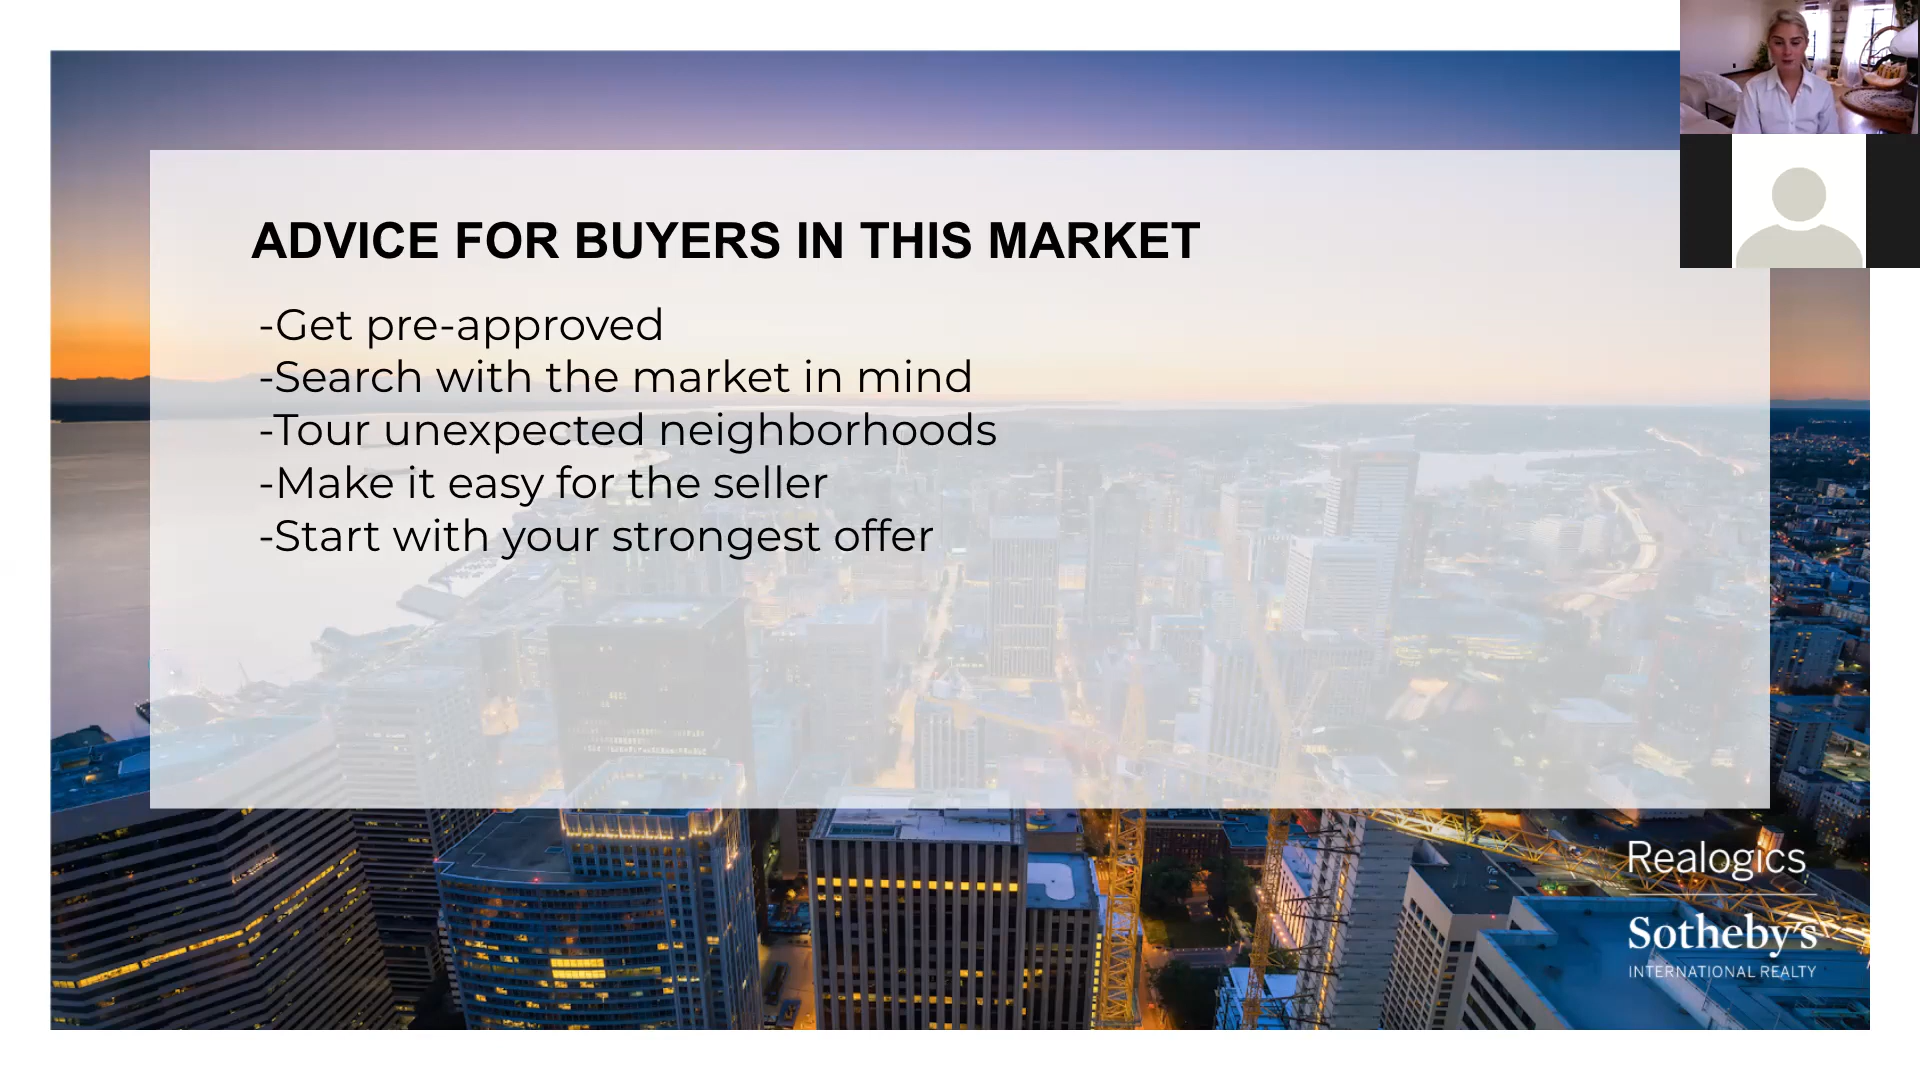 ADVICE FOR BUYERS IN THIS MARKET
-Get pre-approved
-Search with the market in mind
-Tour unexpected neighborhoods
-Make it easy for the seller
-Start with your strongest offer
Realogics
Sotheby's
INTERNATIONAL REALTY